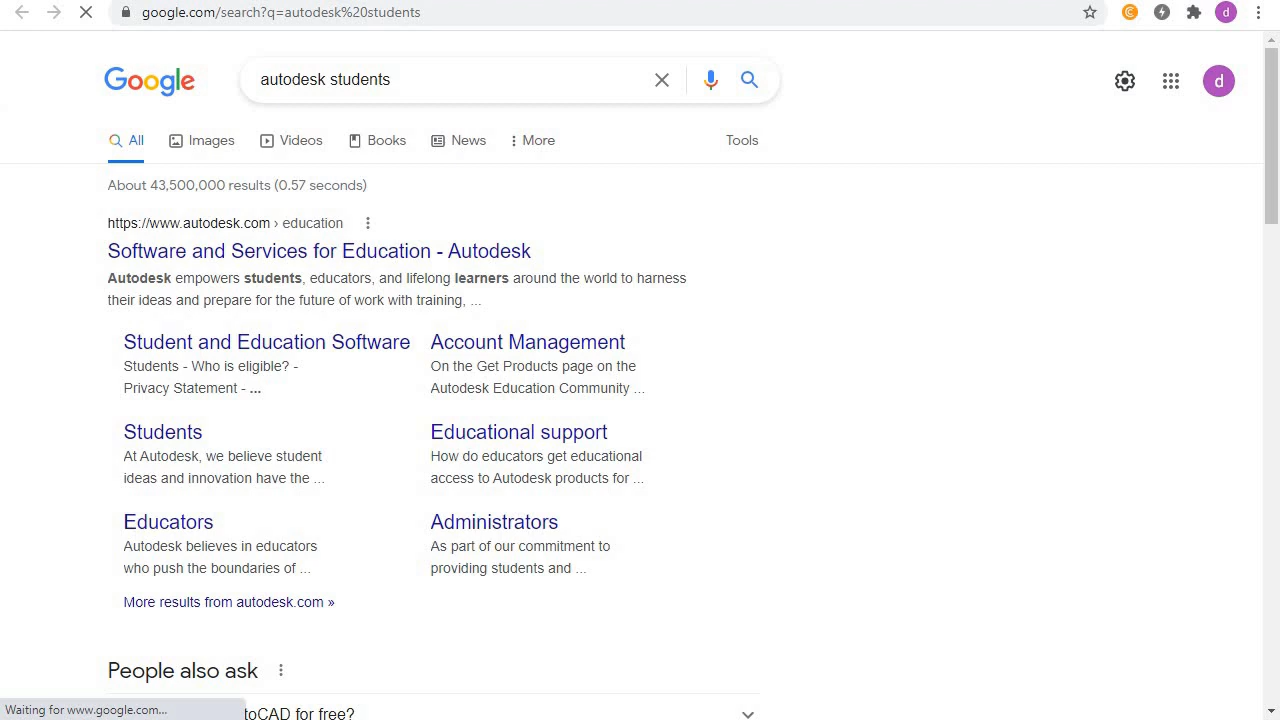 google.com/search?q=autodesk%20students
d
Google
autodesk students
d
All Images Videos Books News More Tools
About 43,500,000 results (0.57 seconds)
https://www.autodesk.com › education
Software and Services for Education - Autodesk
Autodesk empowers students, educators, and lifelong learners around the world to harness
their ideas and prepare for the future of work with training, ...
Student and Education Software
Students - Who is eligible? -
Privacy Statement - ...
Account Management
On the Get Products page on the
Autodesk Education Community ...
Students
At Autodesk, we believe student
ideas and innovation have the ...
Educational support
How do educators get educational
access to Autodesk products for ...
Educators
Autodesk believes in educators
who push the boundaries of ...
Administrators
As part of our commitment to
providing students and ...
More results from autodesk.com »
People also ask
toCAD for free?
Waiting for www.google.com...